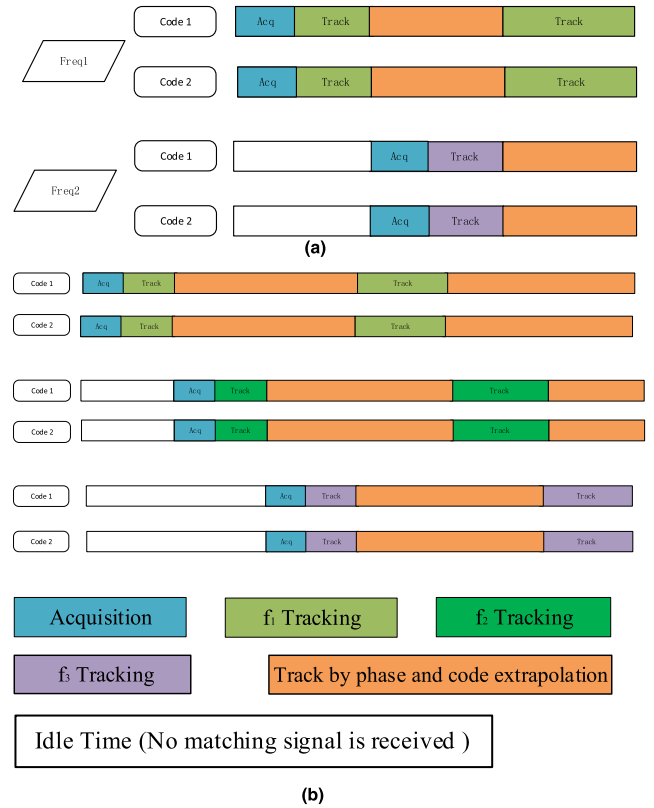 Code 1
Acq Track Track
Freq1
Code 2
Acq Track Track
Code 1
Acq Track
Freq2
Code 2
Acq Track
(a)
Code 1
Acq Track Track
Code 2
Acq Track Track
Code 1
Acq Track Track
Code 2
Acq Track Track
Code 1
Acq Track Track
Code 2
Acq Track Track
Acquisition
f1 Tracking
f2 Tracking
f3 Tracking
Track by phase and code extrapolation
Idle Time (No matching signal is received )
(b)